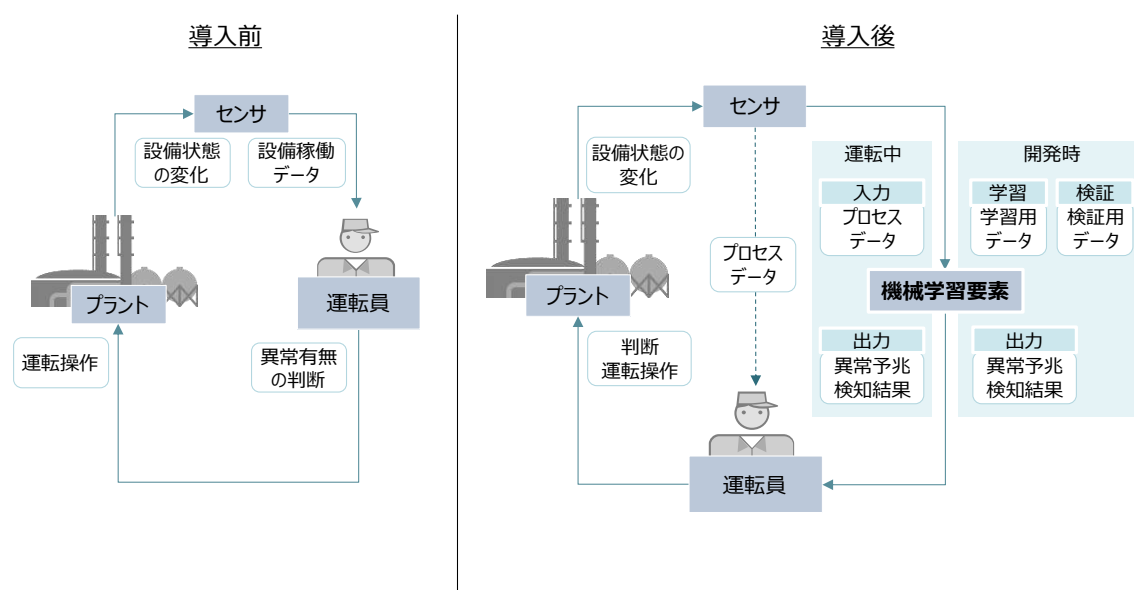 導入前
センサ
設備状態
の変化
設備稼働
データ
プラント
運転員
運転操作
異常有無
の判断
導入後
センサ
設備状態の
変化
プロセス
データ
プラント
判断
運転操作
運転員
運転中
入力
プロセス
データ
開発時
学習
学習用
データ
検証
検証用
データ
機械学習要素
出力
異常予兆
検知結果
出力
異常予兆
検知結果